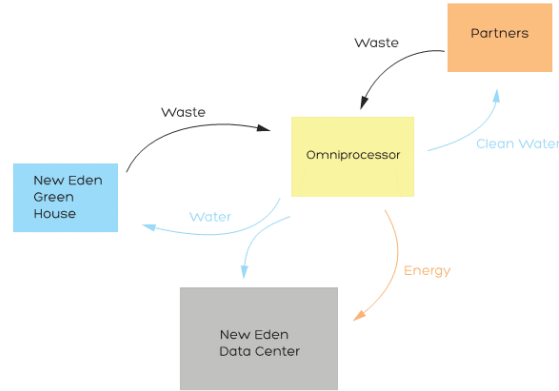 Partners
Waste
Waste
Omniprocessor
Clean Water
New Eden
Green
House
Water
Energy
New Eden
Data Center